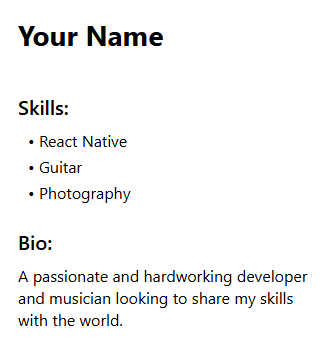 Your Name
Skills:
• React Native
• Guitar
• Photography
Bio:
A passionate and hardworking developer
and musician looking to share my skills
with the world.